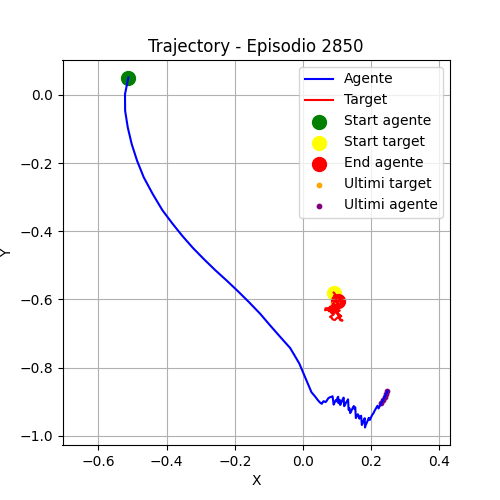 Trajectory - Episodio 2850
Agente
Target
Start agente
Start target
End agente
Ultimi target
Ultimi agente
0.0
−0.2
−0.4
−0.6
−0.8
−1.0
Y
−0.6
−0.4
−0.2
0.0
0.2
0.4
X